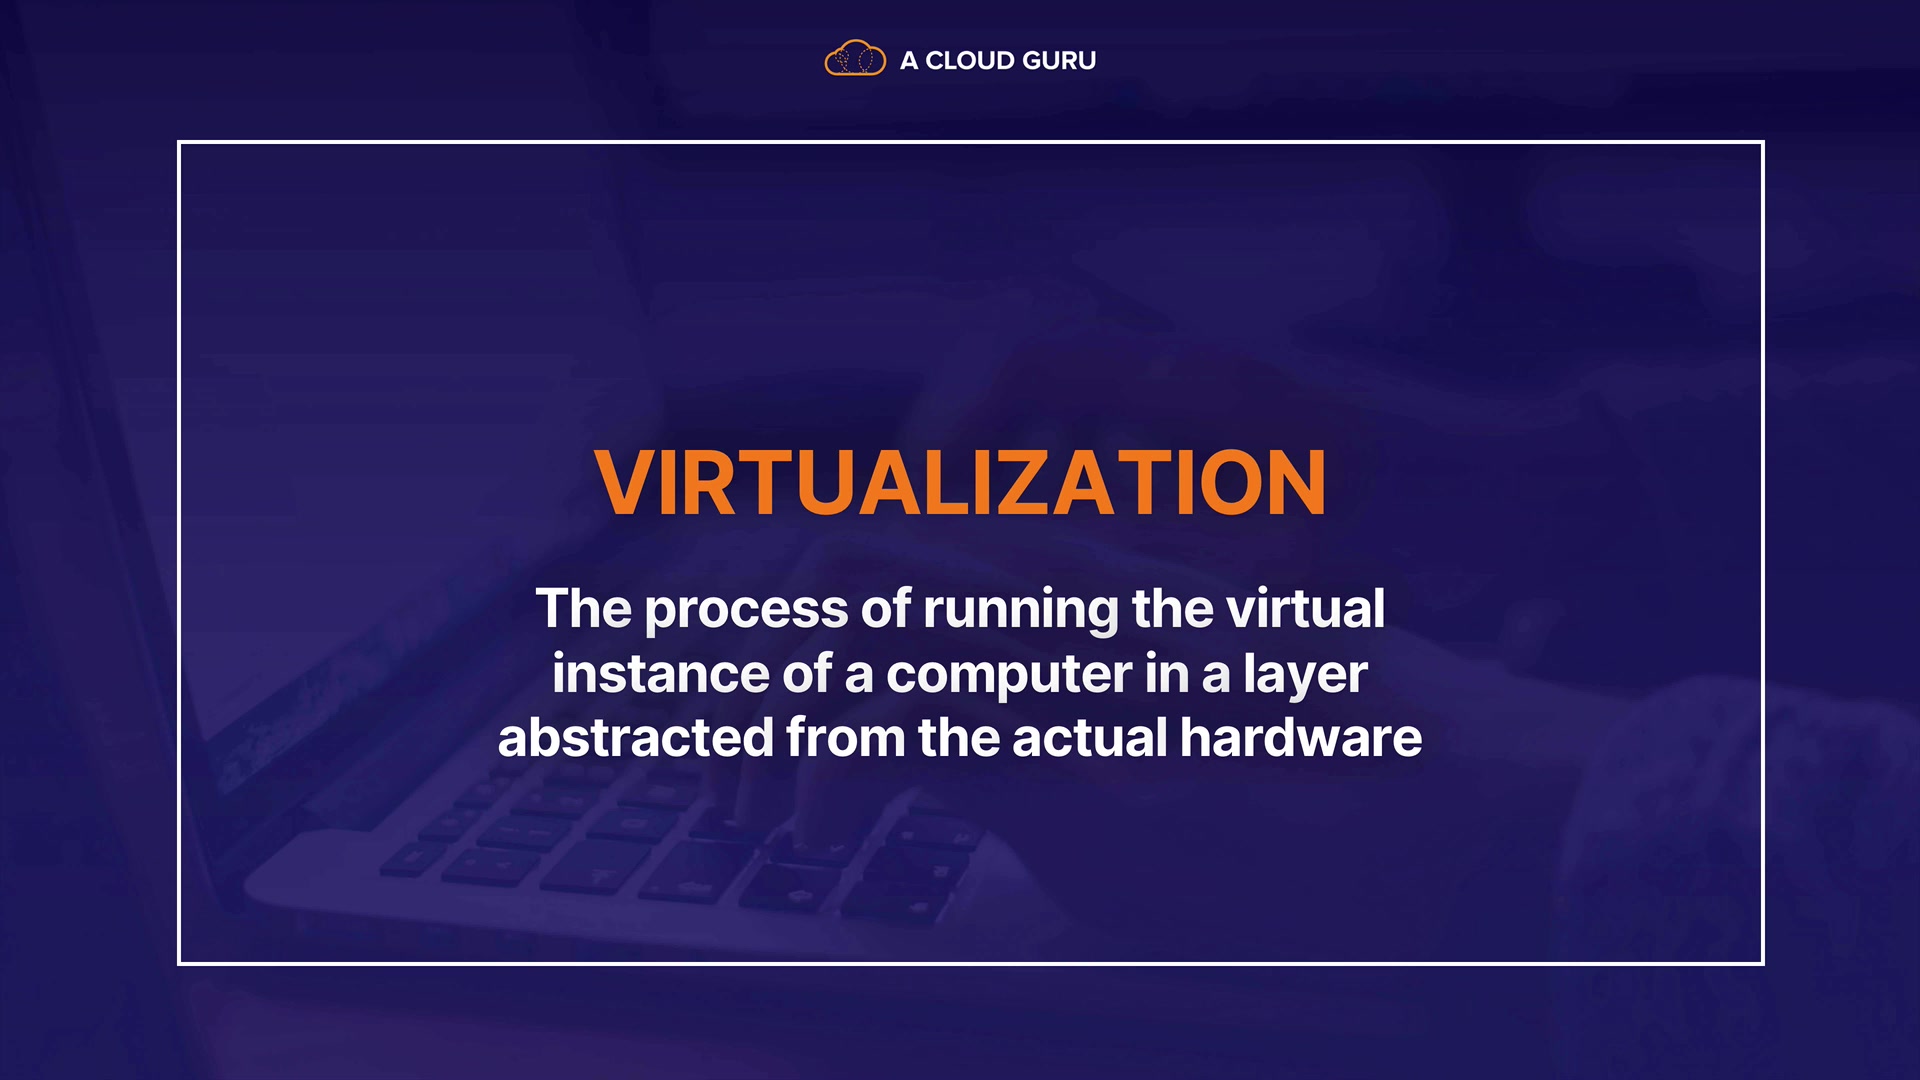 A CLOUD GURU
VIRTUALIZATION
The process of running the virtual
instance of a computer in a layer
abstracted from the actual hardware